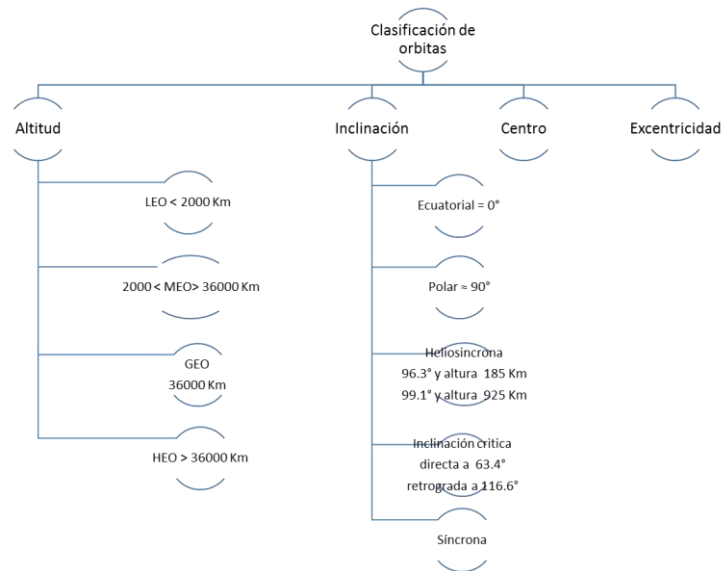 Clasificación de
orbitas
Altitud
Inclinación
Centro
Excentricidad
LEO < 2000 Km
2000 < MEO> 36000 Km
GEO
36000 Km
HEO > 36000 Km
Ecuatorial = 0°
Polar ≈ 90°
Heliosincrona
96.3° y altura 185 Km
99.1° y altura 925 Km
Inclinación critica
directa a 63.4°
retrograda a 116.6°
Síncrona